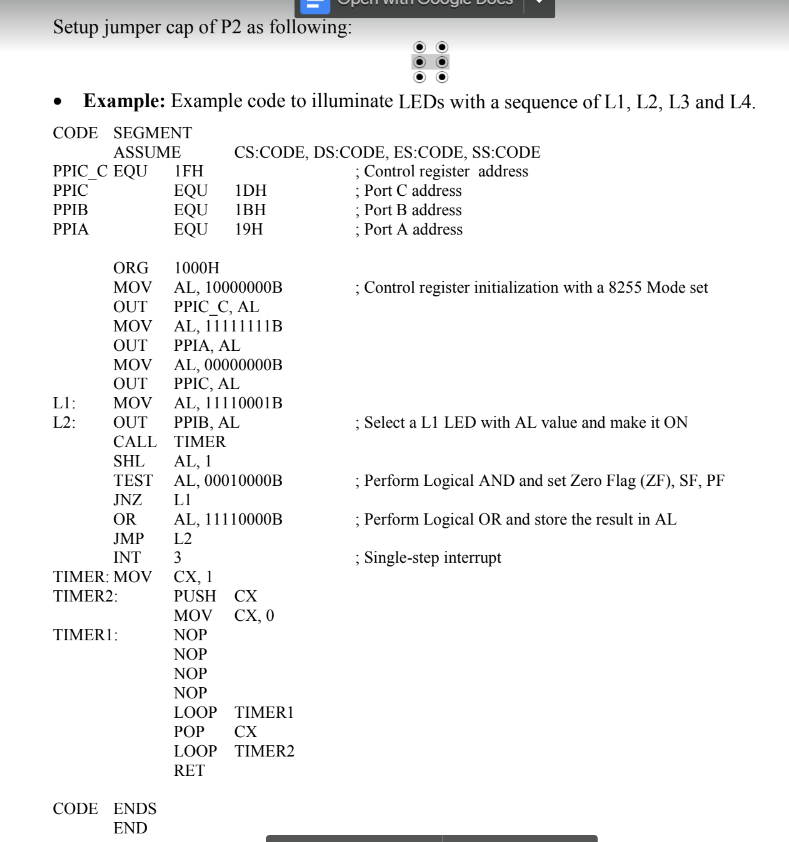 Open with Google Docs
Setup jumper cap of P2 as following:
• Example: Example code to illuminate LEDs with a sequence of L1, L2, L3 and L4.
CODE SEGMENT
ASSUME CS:CODE, DS:CODE, ES:CODE, SS:CODE
PPIC_C EQU 1FH ; Control register address
PPIC EQU 1DH ; Port C address
PPIB EQU 1BH ; Port B address
PPIA EQU 19H ; Port A address
ORG 1000H
MOV AL, 10000000B ; Control register initialization with a 8255 Mode set
OUT PPIC_C, AL
MOV AL, 11111111B
OUT PPIA, AL
MOV AL, 00000000B
OUT PPIC, AL
L1: MOV AL, 11110001B
L2: OUT PPIB, AL ; Select a L1 LED with AL value and make it ON
CALL TIMER
SHL AL, 1
TEST AL, 00010000B ; Perform Logical AND and set Zero Flag (ZF), SF, PF
JNZ L1
OR AL, 11110000B ; Perform Logical OR and store the result in AL
JMP L2
INT 3 ; Single-step interrupt
TIMER: MOV CX, 1
TIMER2: PUSH CX
MOV CX, 0
TIMER1: NOP
NOP
NOP
NOP
LOOP TIMER1
POP CX
LOOP TIMER2
RET
CODE ENDS
END